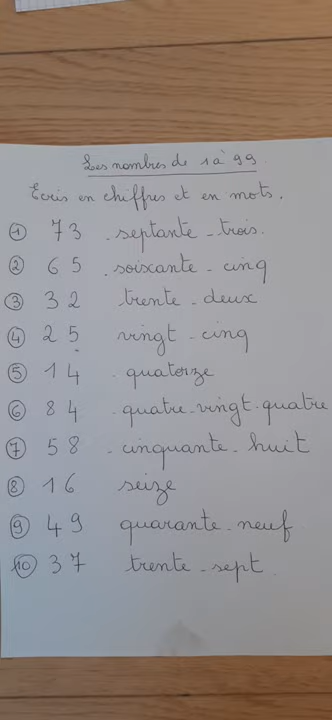 Les nombres de 1 à 99.
Ecris en chiffres et en mots.
① 73 . septante - trois.
② 65 . soixante - cinq
③ 32 trente - deux
④ 25 vingt - cinq
⑤ 14 . quatorze
⑥ 84 . quatre - vingt - quatre
⑦ 58 . cinquante - huit
⑧ 16 seize
⑨ 49 quarante - neuf
⑩ 37 trente - sept